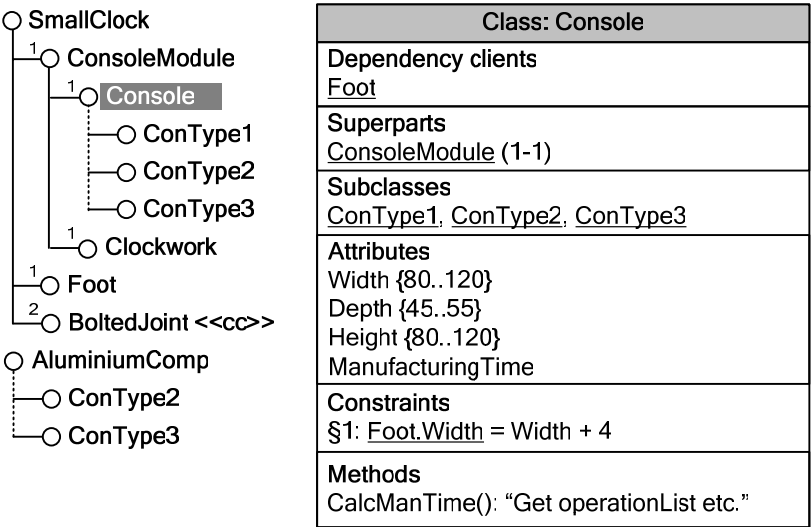 SmallClock
1 ConsoleModule
1 Console
ConType1
ConType2
ConType3
1 Clockwork
1 Foot
2 BoltedJoint <<cc>>
AluminiumComp
ConType2
ConType3
Class: Console
Dependency clients
Foot
Superparts
ConsoleModule (1-1)
Subclasses
ConType1, ConType2, ConType3
Attributes
Width {80..120}
Depth {45..55}
Height {80..120}
ManufacturingTime
Constraints
§1: Foot.Width = Width + 4
Methods
CalcManTime(): “Get operationList etc.”